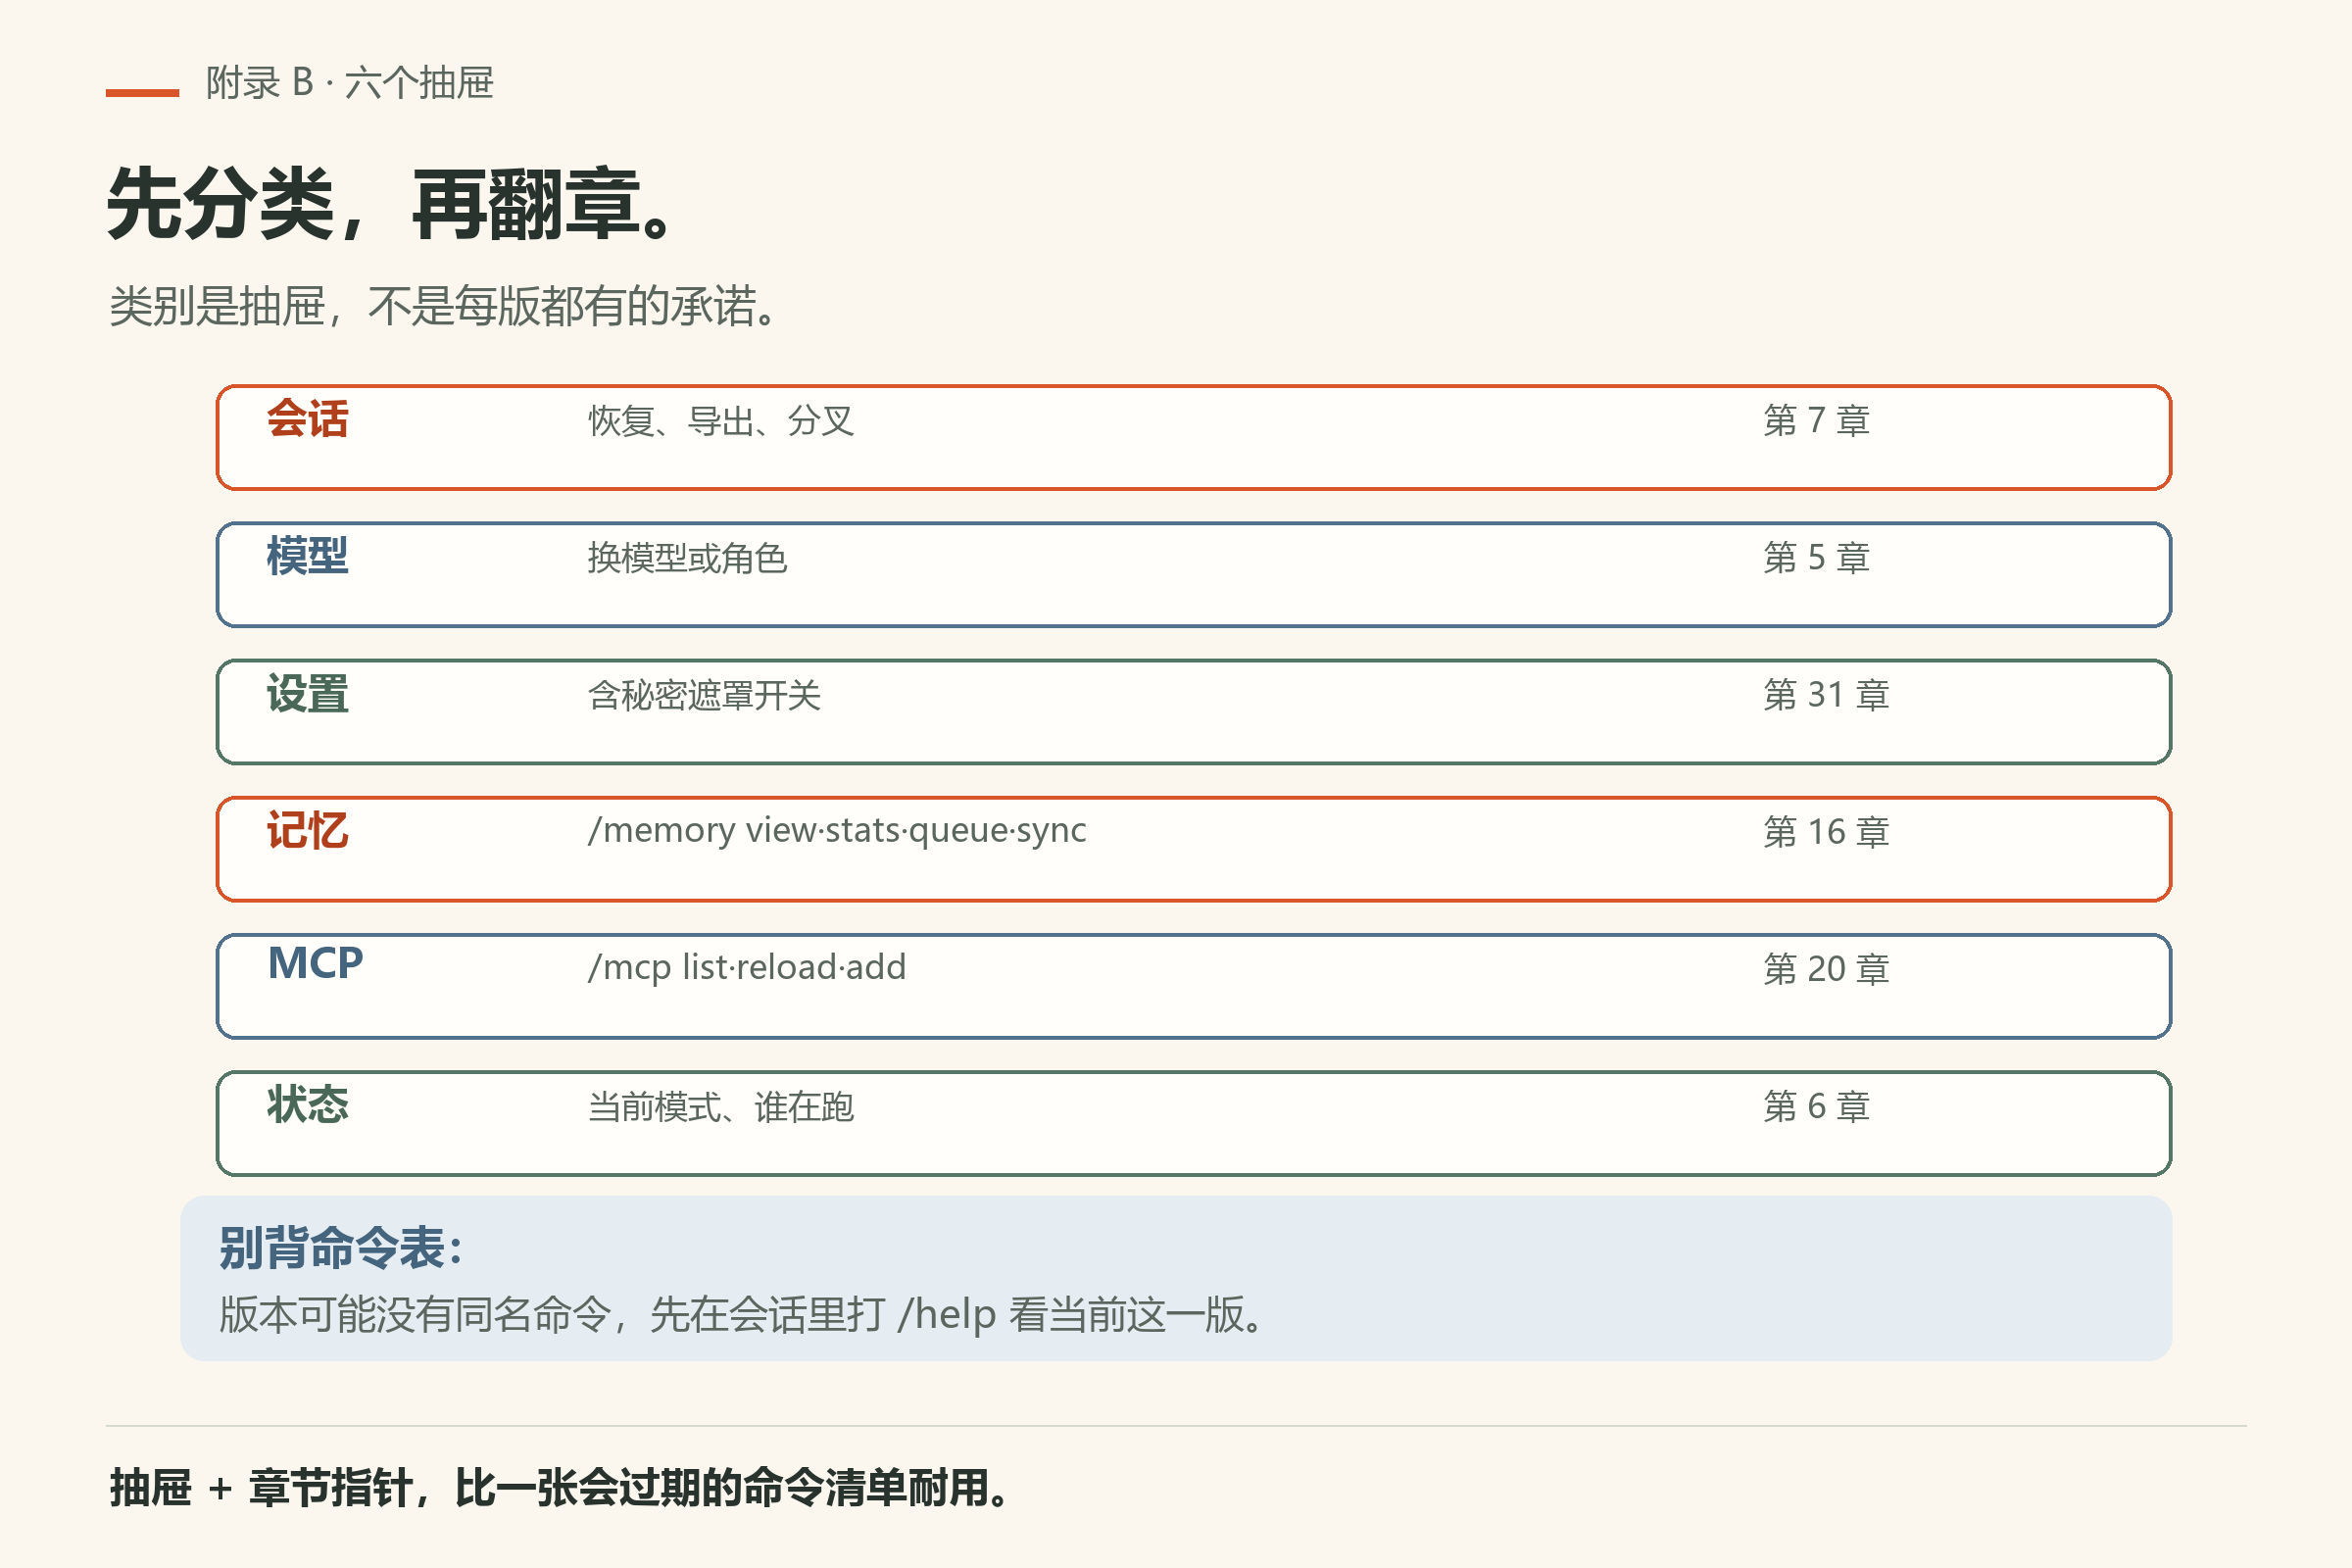 附录 B · 六个抽屉
先分类，再翻章。
类别是抽屉，不是每版都有的承诺。
会话 恢复、导出、分叉 第 7 章
模型 换模型或角色 第 5 章
设置 含秘密遮罩开关 第 31 章
记忆 /memory view·stats·queue·sync 第 16 章
MCP /mcp list·reload·add 第 20 章
状态 当前模式、谁在跑 第 6 章
别背命令表：
版本可能没有同名命令，先在会话里打 /help 看当前这一版。
抽屉 + 章节指针，比一张会过期的命令清单耐用。